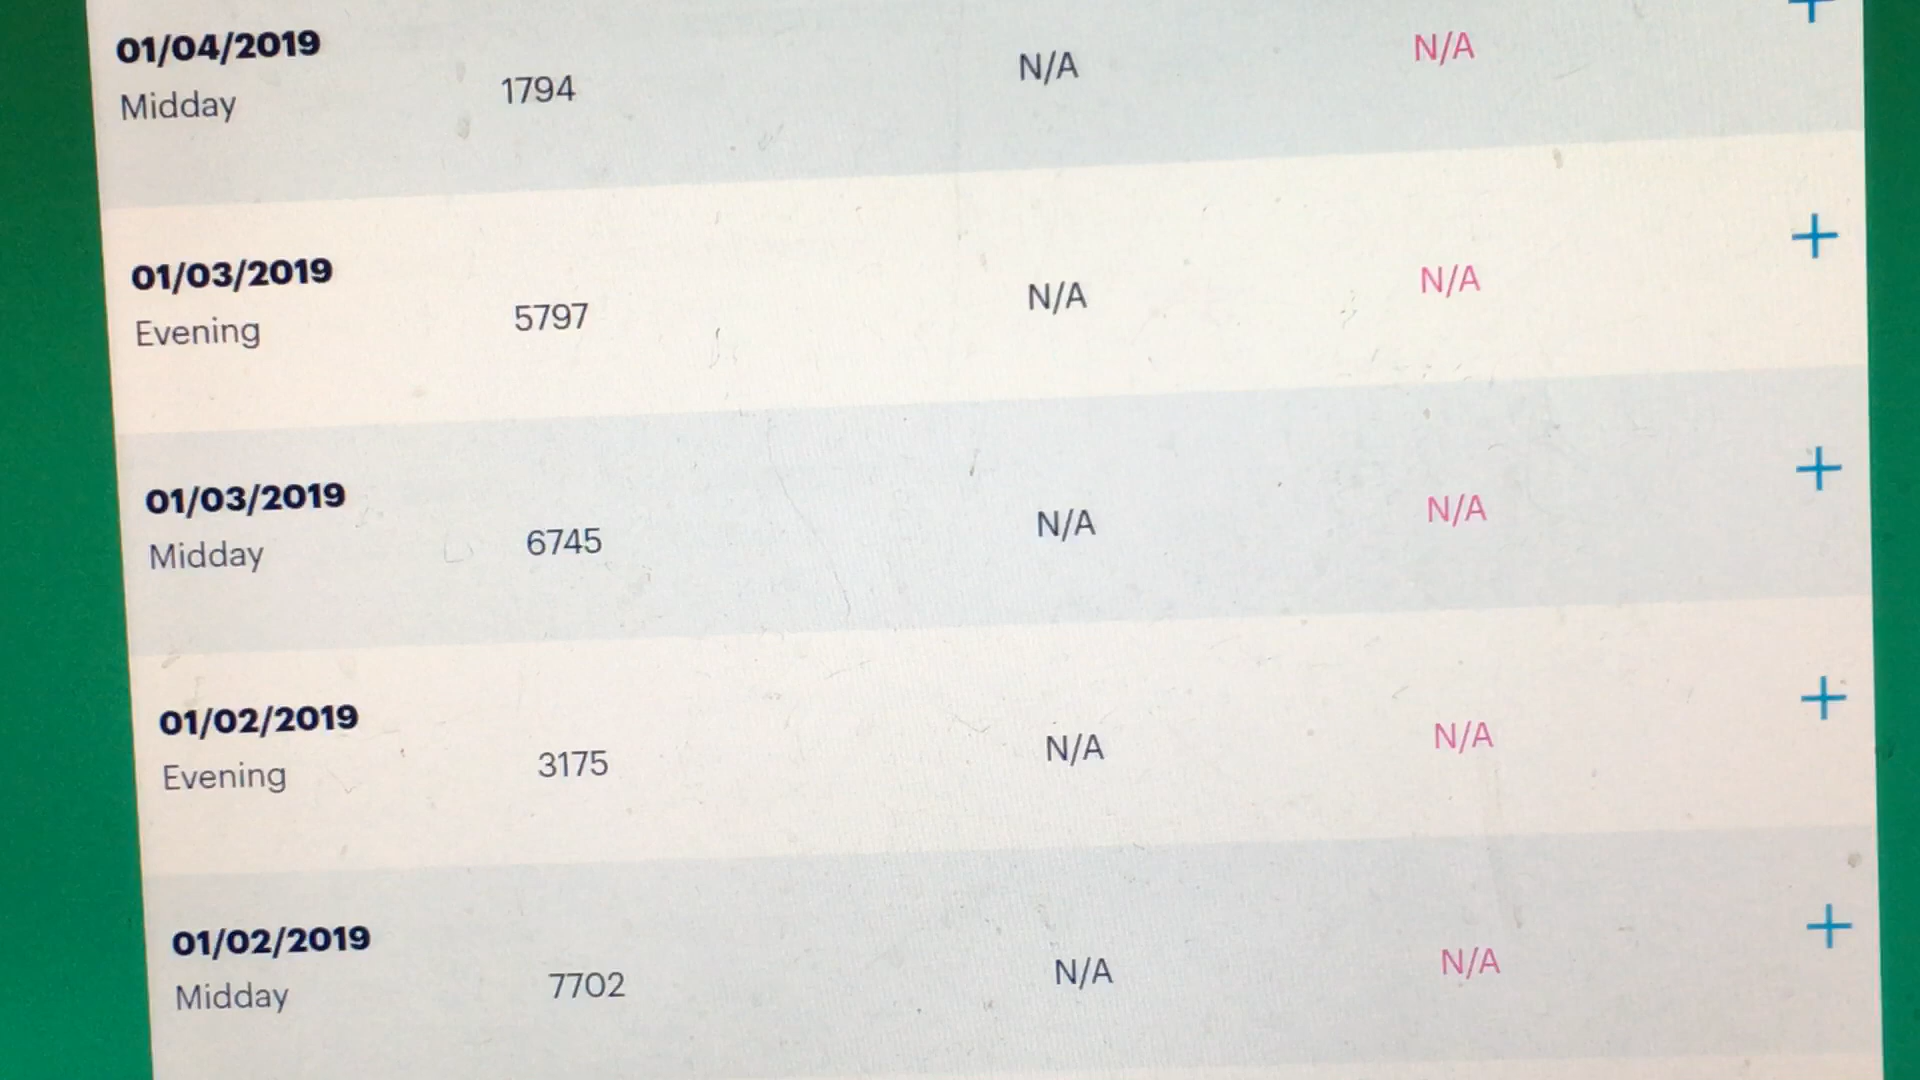 01/04/2019
Midday
1794
N/A
N/A
01/03/2019
Evening
5797
N/A
N/A
01/03/2019
Midday
6745
N/A
N/A
01/02/2019
Evening
3175
N/A
N/A
01/02/2019
Midday
7702
N/A
N/A